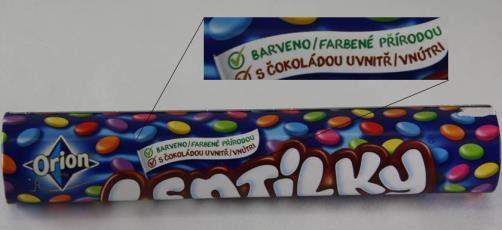 BARVENO/FARBENÉ PŘÍRODOU
S ČOKOLÁDOU UVNITŘ/VNÚTRI
Orion
BARVENO/FARBENÉ PŘÍRODOU
S ČOKOLÁDOU UVNITŘ/VNÚTRI
LENTILKY